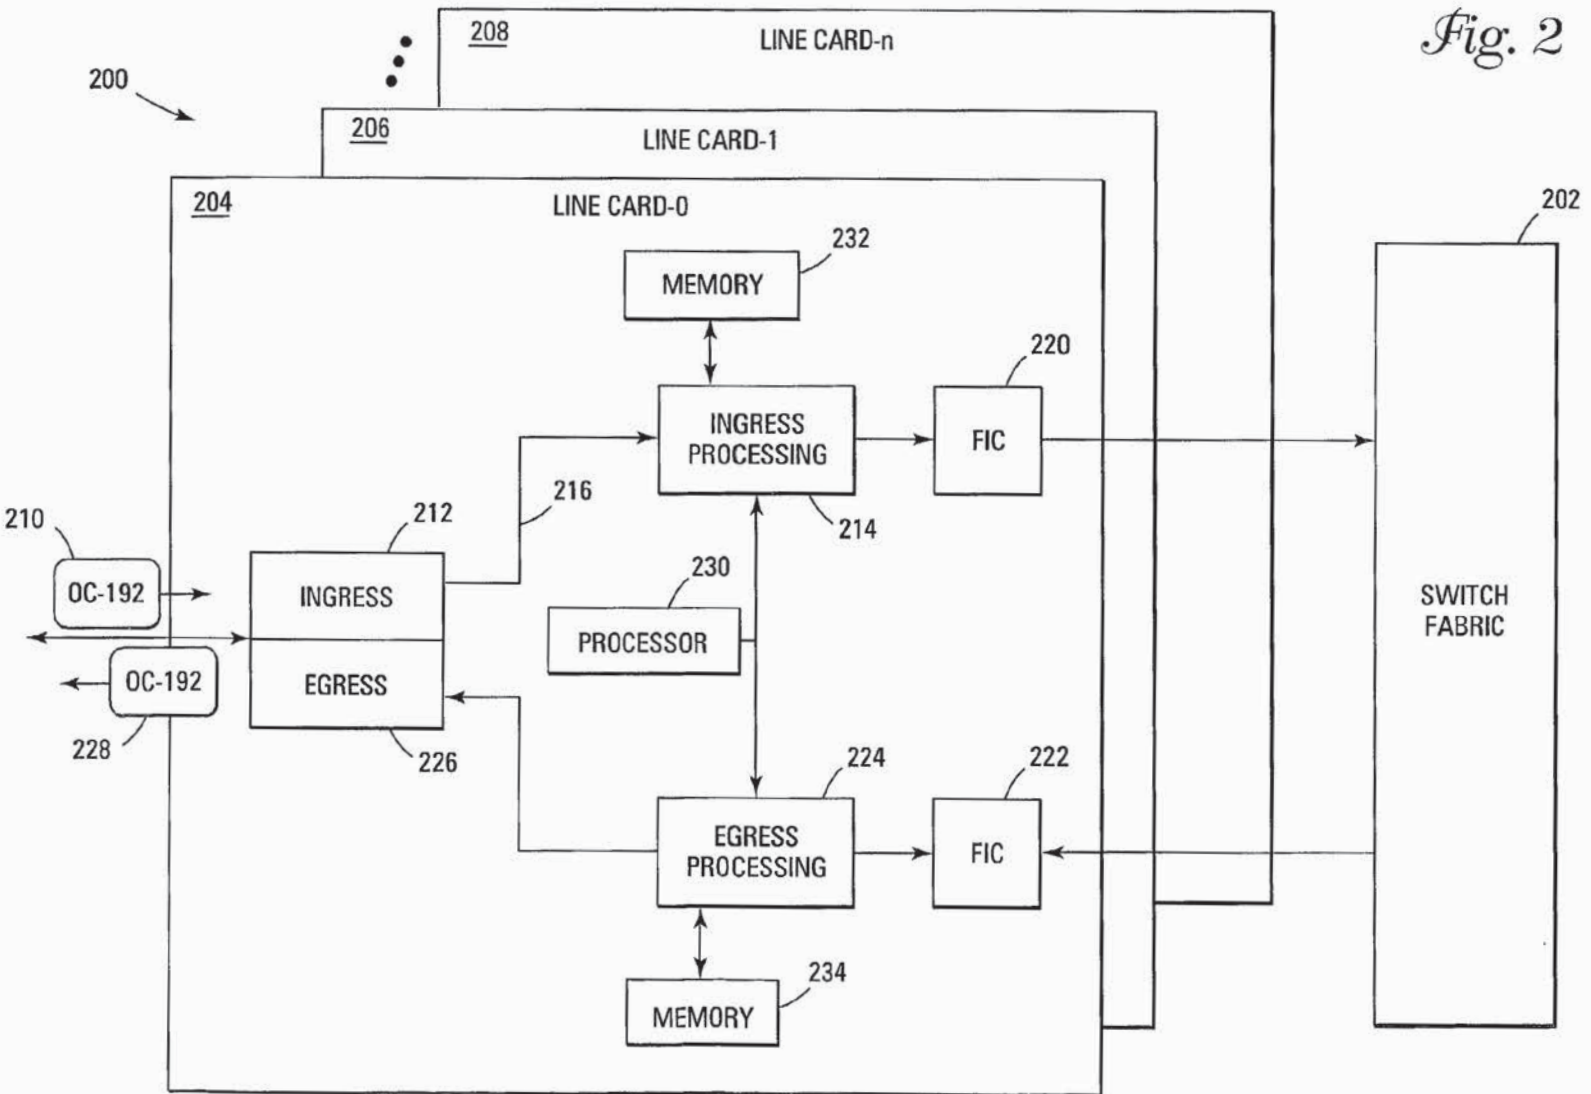 Fig. 2
208
LINE CARD-n
200
206
LINE CARD-1
204
LINE CARD-0
202
232
MEMORY
220
INGRESS
PROCESSING
FIC
214
216
210
212
OC-192
INGRESS
230
PROCESSOR
SWITCH
FABRIC
OC-192
EGRESS
228
226
224
222
EGRESS
PROCESSING
FIC
234
MEMORY